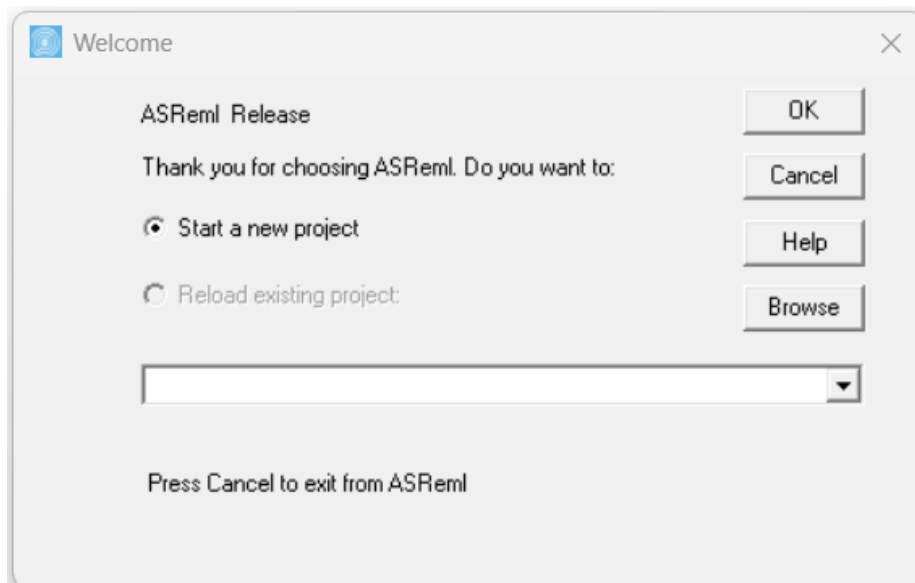 Welcome
ASReml Release
OK
Thank you for choosing ASReml. Do you want to:
Cancel
Start a new project
Help
Reload existing project:
Browse
Press Cancel to exit from ASReml